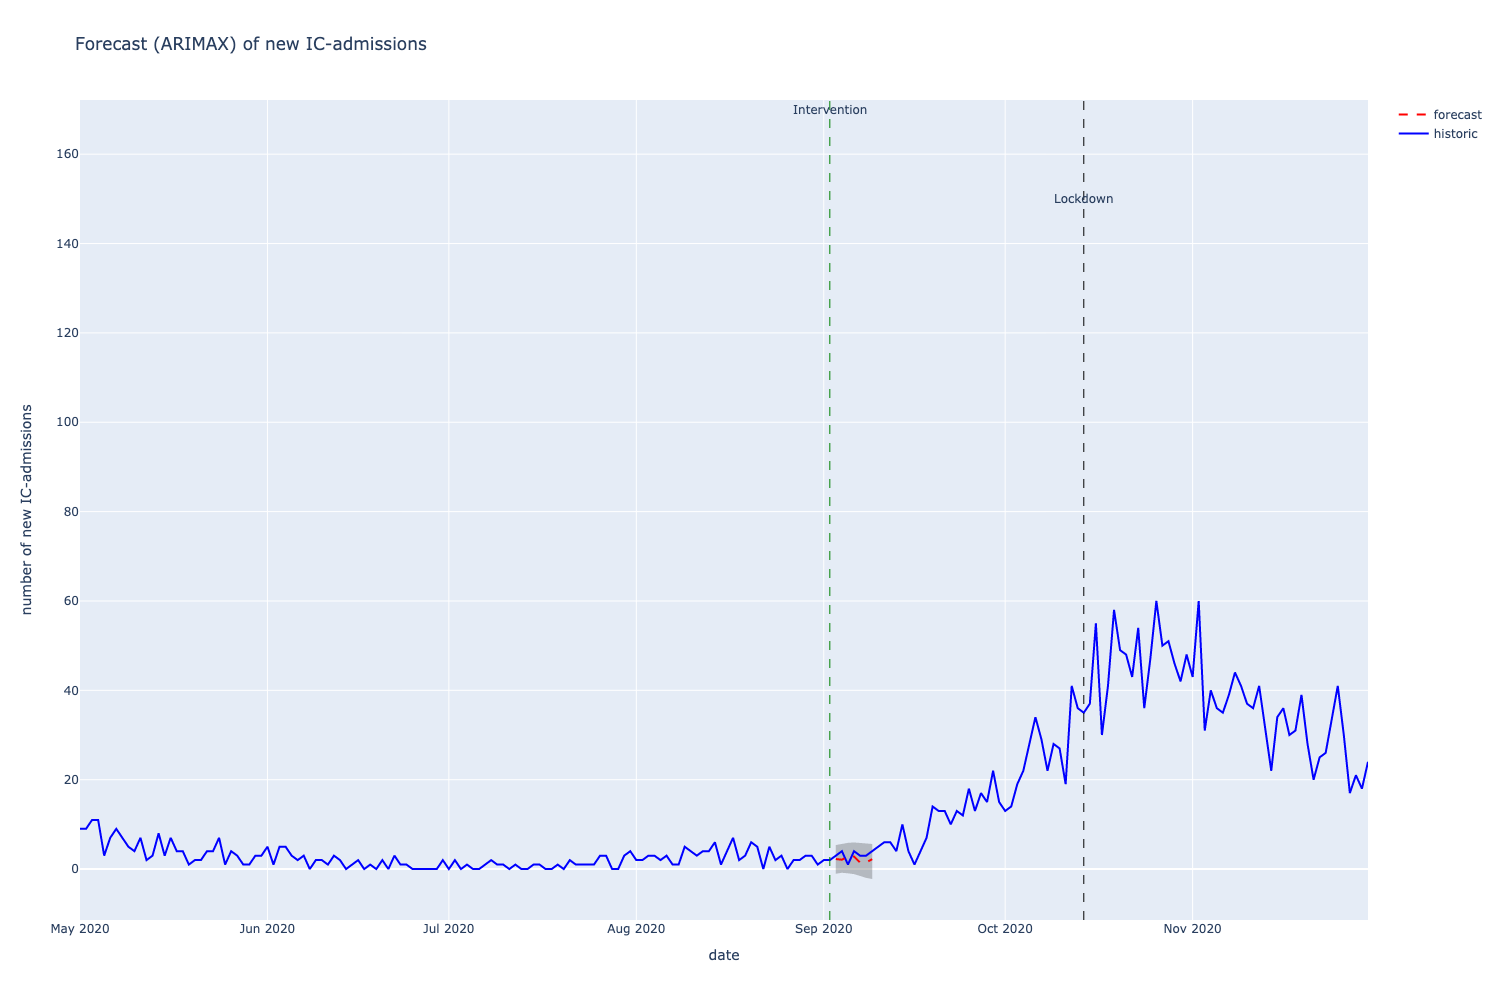 Forecast (ARIMAX) of new IC-admissions
Intervention
Lockdown
forecast
historic
160
140
120
100
80
60
40
20
0
number of new IC-admissions
May 2020
Jun 2020
Jul 2020
Aug 2020
Sep 2020
Oct 2020
Nov 2020
date